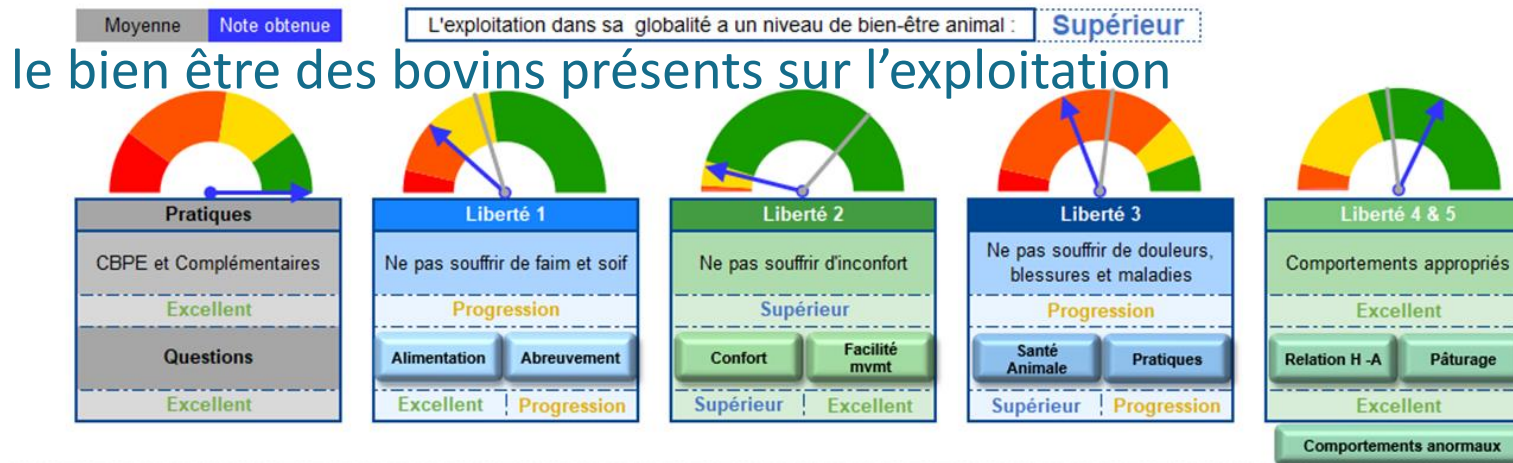 Moyenne Note obtenue
L'exploitation dans sa globalité a un niveau de bien-être animal : Supérieur
le bien être des bovins présents sur l’exploitation
Pratiques
CBPE et Complémentaires
Excellent
Questions
Excellent
Liberté 1
Ne pas souffrir de faim et soif
Progression
Alimentation Abreuvement
Excellent Progression
Liberté 2
Ne pas souffrir d'inconfort
Supérieur
Confort Facilité
mvmt
Supérieur Excellent
Liberté 3
Ne pas souffrir de douleurs,
blessures et maladies
Progression
Santé
Animale Pratiques
Supérieur Progression
Liberté 4 & 5
Comportements appropriés
Excellent
Relation H -A Pâturage
Excellent
Comportements anormaux